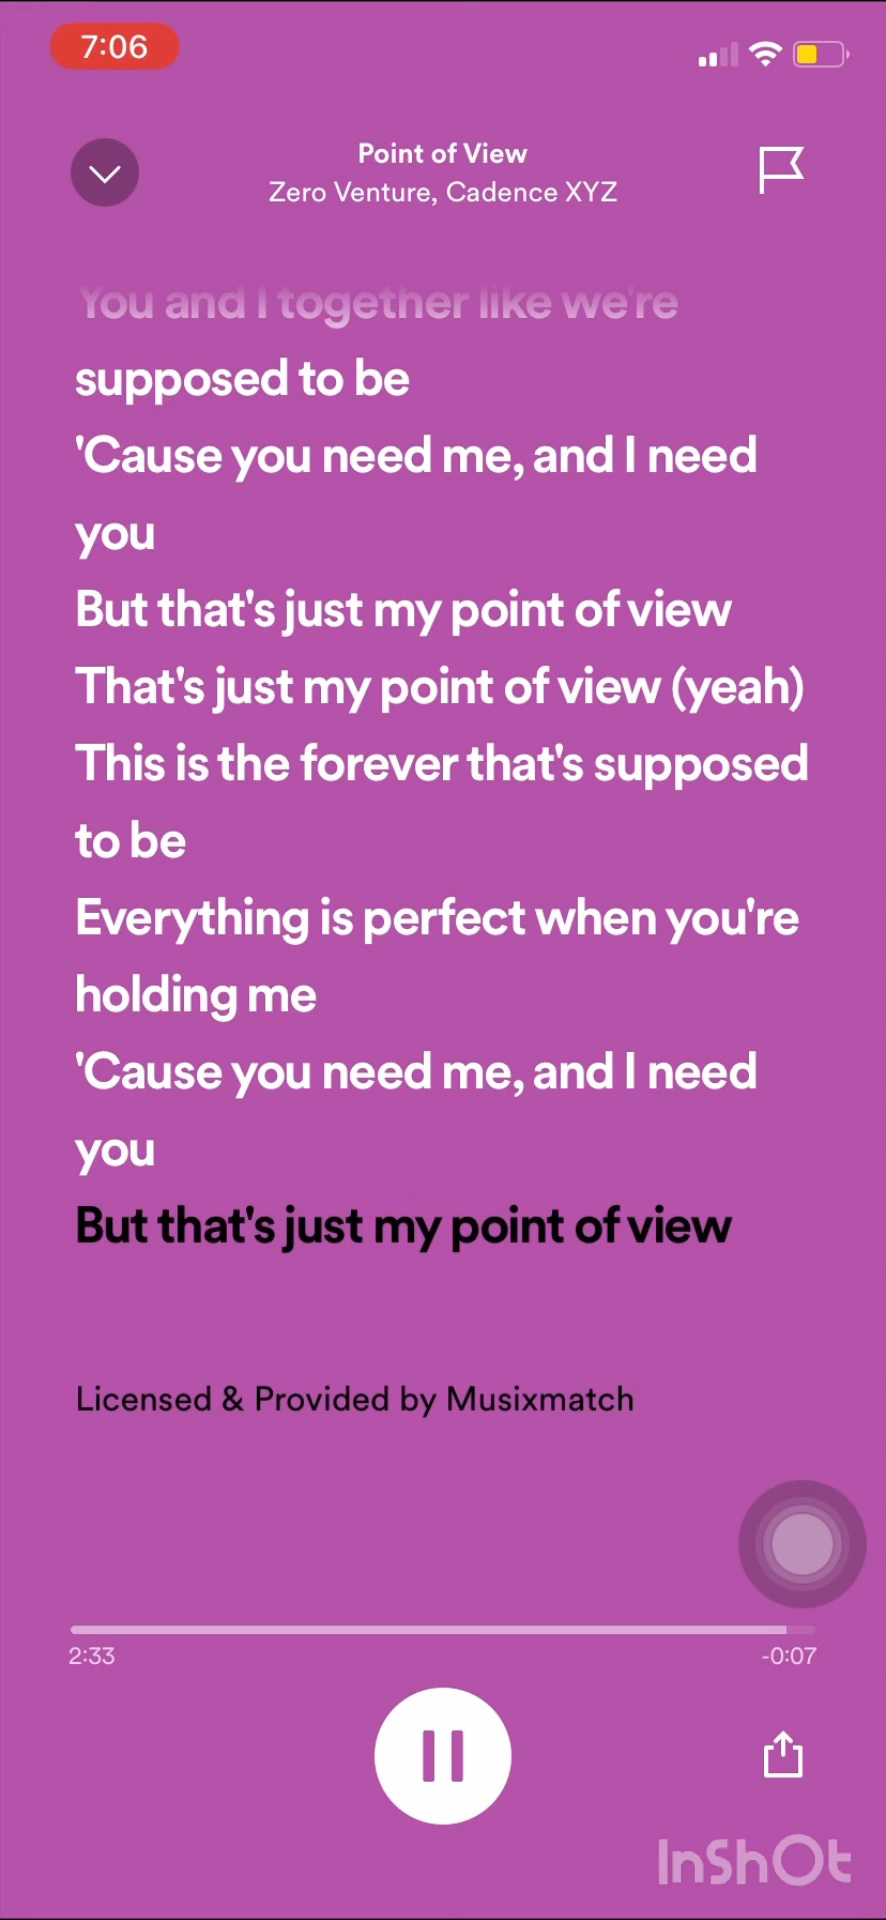 7:06
Point of View
Zero Venture, Cadence XYZ
You and I together like we're
supposed to be
'Cause you need me, and I need
you
But that's just my point of view
That's just my point of view (yeah)
This is the forever that's supposed
to be
Everything is perfect when you're
holding me
'Cause you need me, and I need
you
But that's just my point of view
Licensed & Provided by Musixmatch
2:33
-0:07
InShOt